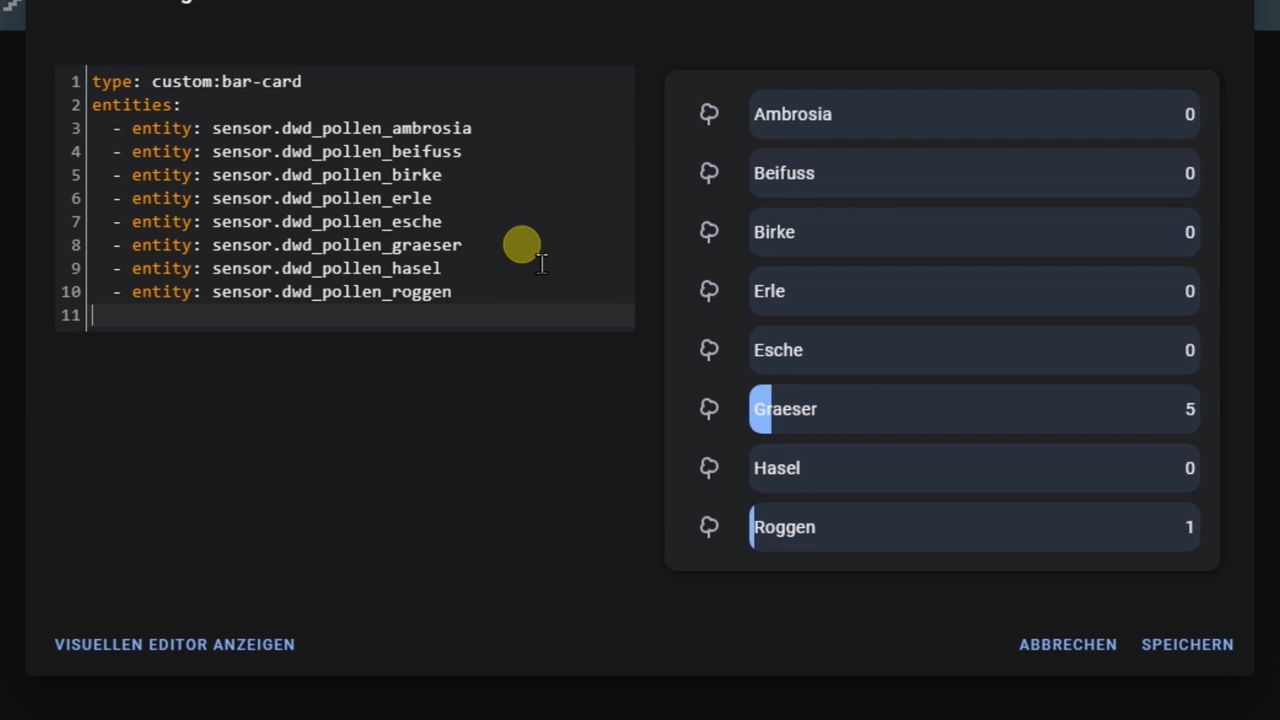 1 type: custom:bar-card
2 entities:
3 - entity: sensor.dwd_pollen_ambrosia
4 - entity: sensor.dwd_pollen_beifuss
5 - entity: sensor.dwd_pollen_birke
6 - entity: sensor.dwd_pollen_erle
7 - entity: sensor.dwd_pollen_esche
8 - entity: sensor.dwd_pollen_graeser
9 - entity: sensor.dwd_pollen_hasel
10 - entity: sensor.dwd_pollen_roggen
11
Ambrosia 0
Beifuss 0
Birke 0
Erle 0
Esche 0
Graeser 5
Hasel 0
Roggen 1
VISUELLEN EDITOR ANZEIGEN
ABBRECHEN SPEICHERN